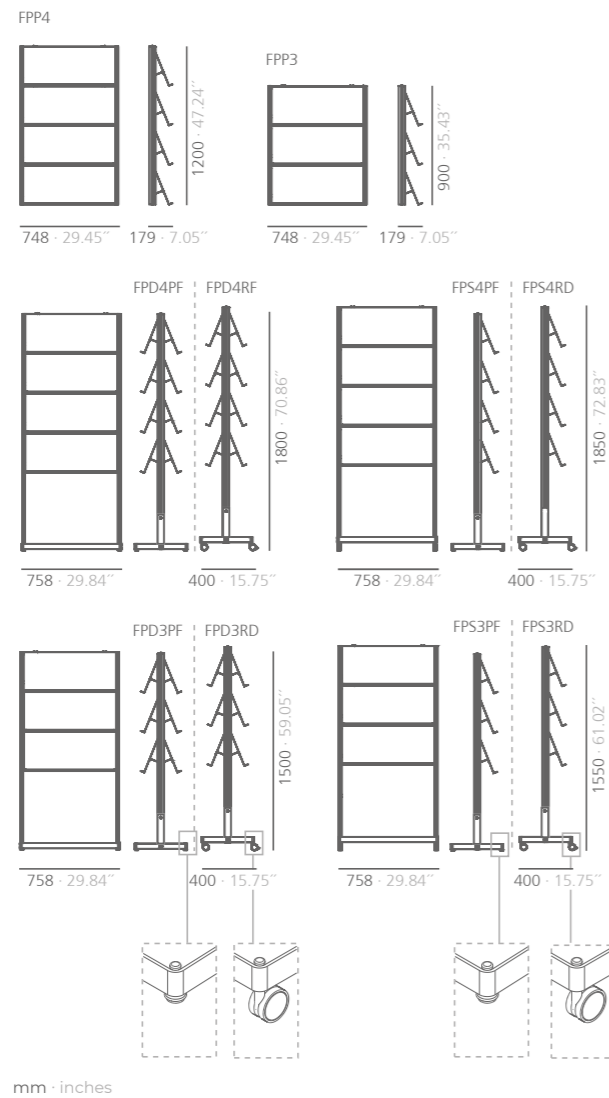 FPP4
FPP3
1200 · 47.24″
900 · 35.43″
748 · 29.45″
179 · 7.05″
748 · 29.45″
179 · 7.05″
FPD4PF
FPD4RF
FPS4PF
FPS4RD
1800 · 70.86″
1850 · 72.83″
758 · 29.84″
400 · 15.75″
758 · 29.84″
400 · 15.75″
FPD3PF
FPD3RD
FPS3PF
FPS3RD
1500 · 59.05″
1550 · 61.02″
758 · 29.84″
400 · 15.75″
758 · 29.84″
400 · 15.75″
mm · inches